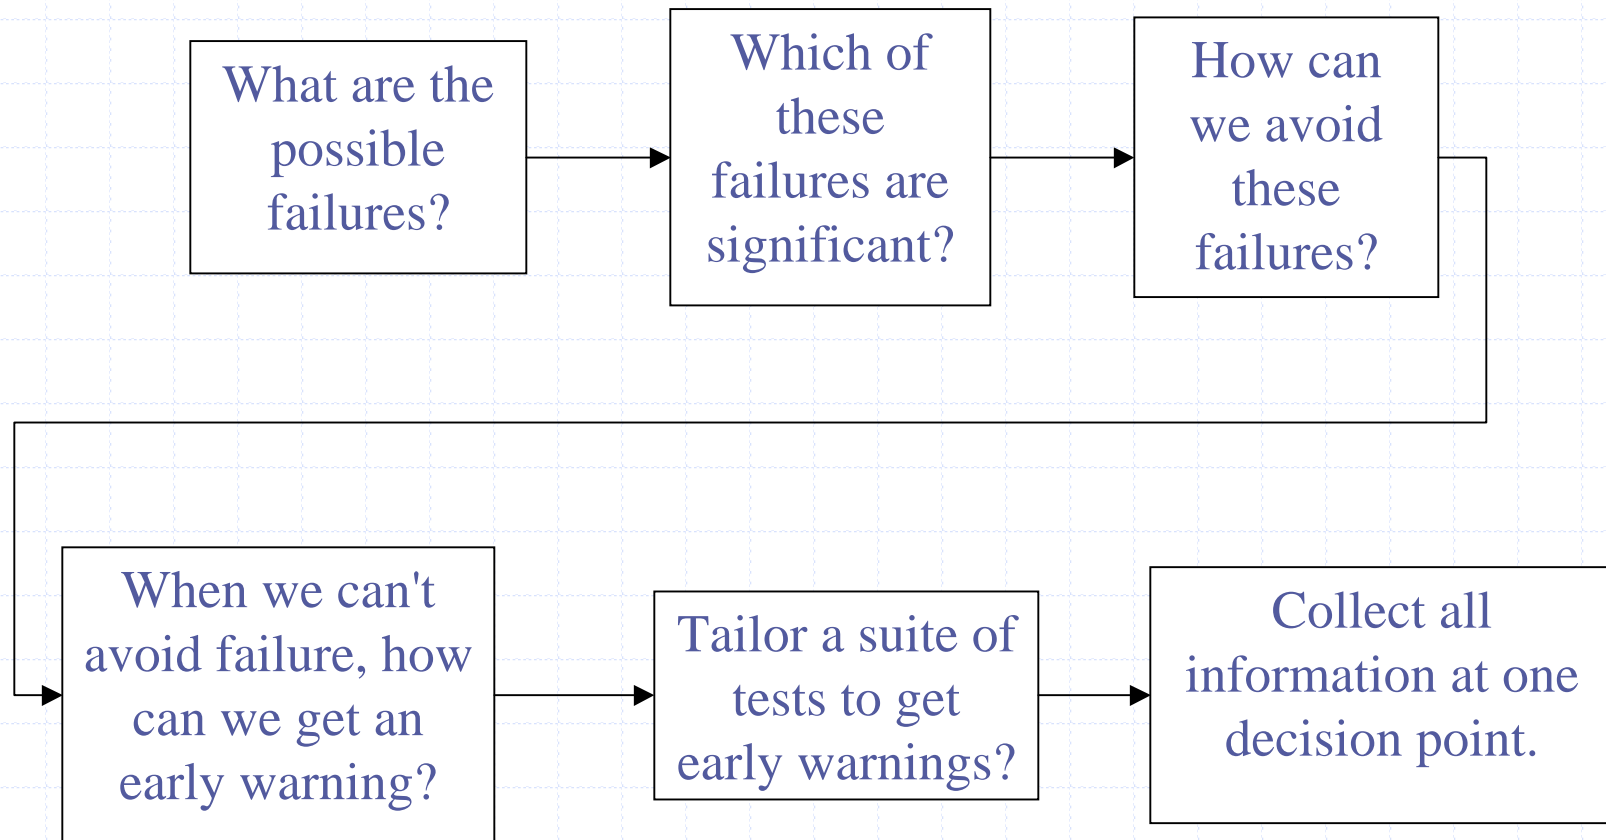 What are the
possible
failures?
Which of
these
failures are
significant?
How can
we avoid
these
failures?
When we can't
avoid failure, how
can we get an
early warning?
Tailor a suite of
tests to get
early warnings?
Collect all
information at one
decision point.